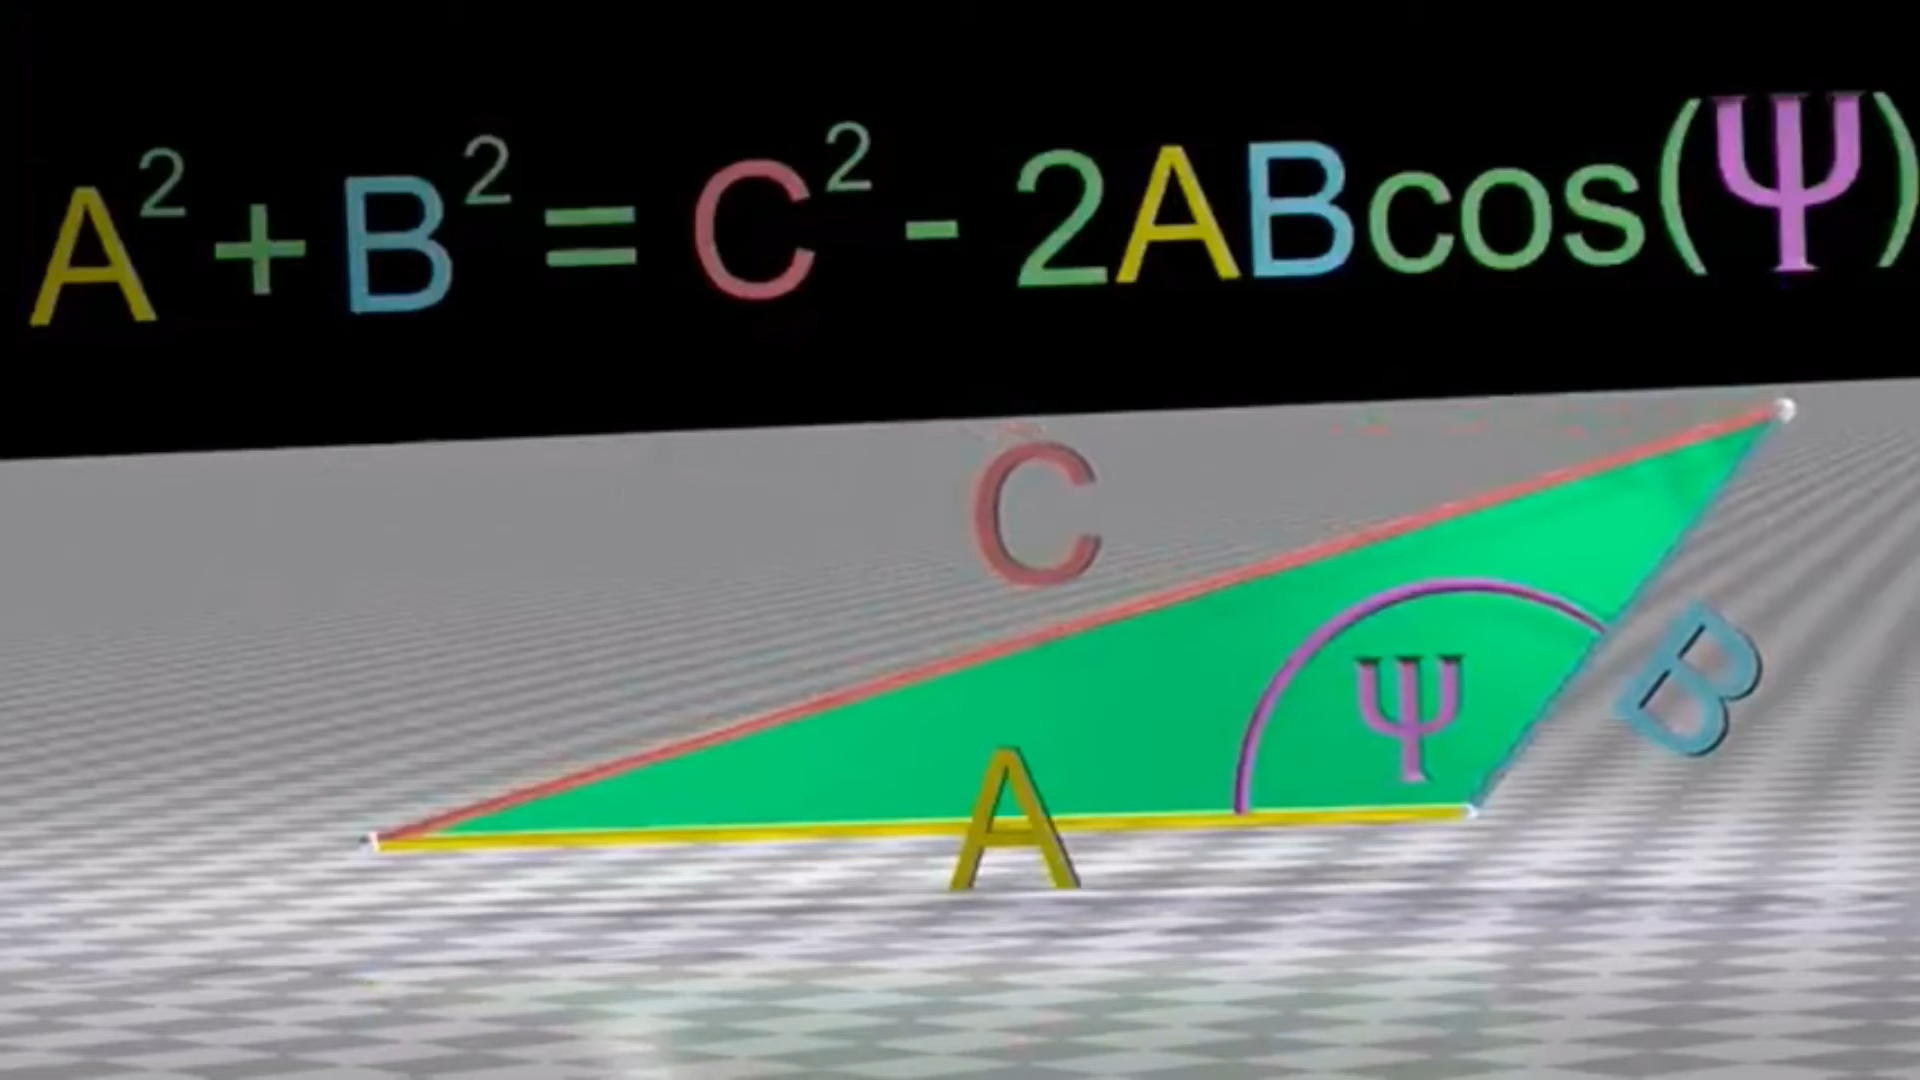 A² + B² = C² - 2ABcos(Ψ)
C
Ψ
B
A